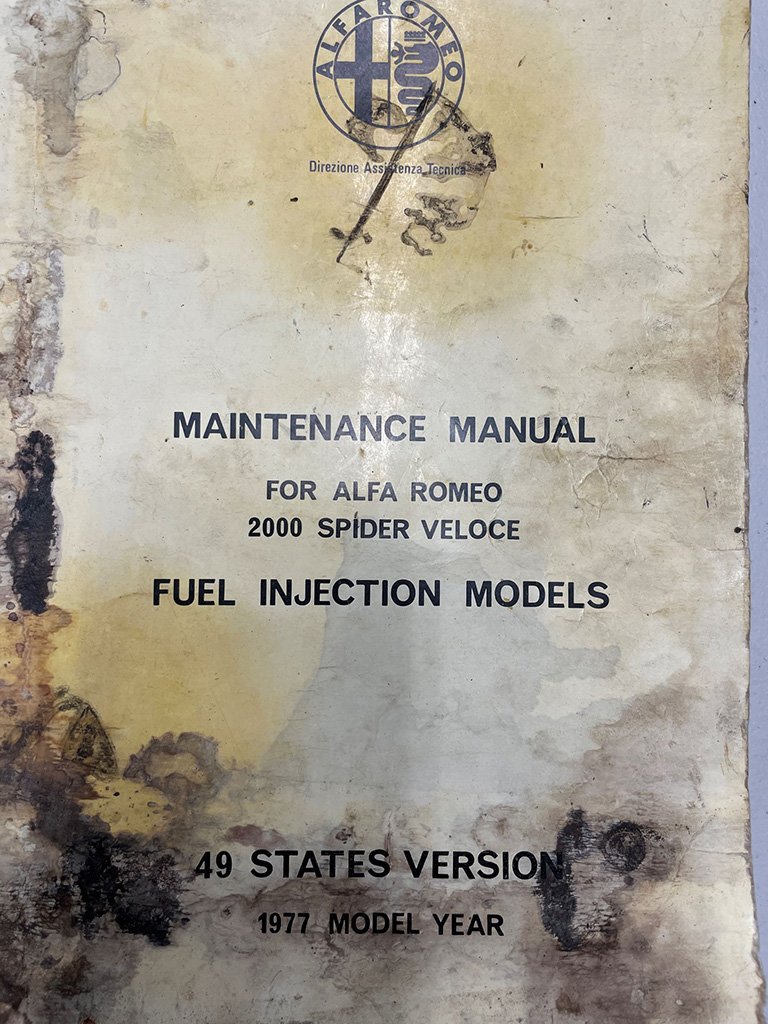 ALFA ROMEO
Direzione Assistenza Tecnica
MAINTENANCE MANUAL
FOR ALFA ROMEO
2000 SPIDER VELOCE
FUEL INJECTION MODELS
49 STATES VERSION
1977 MODEL YEAR